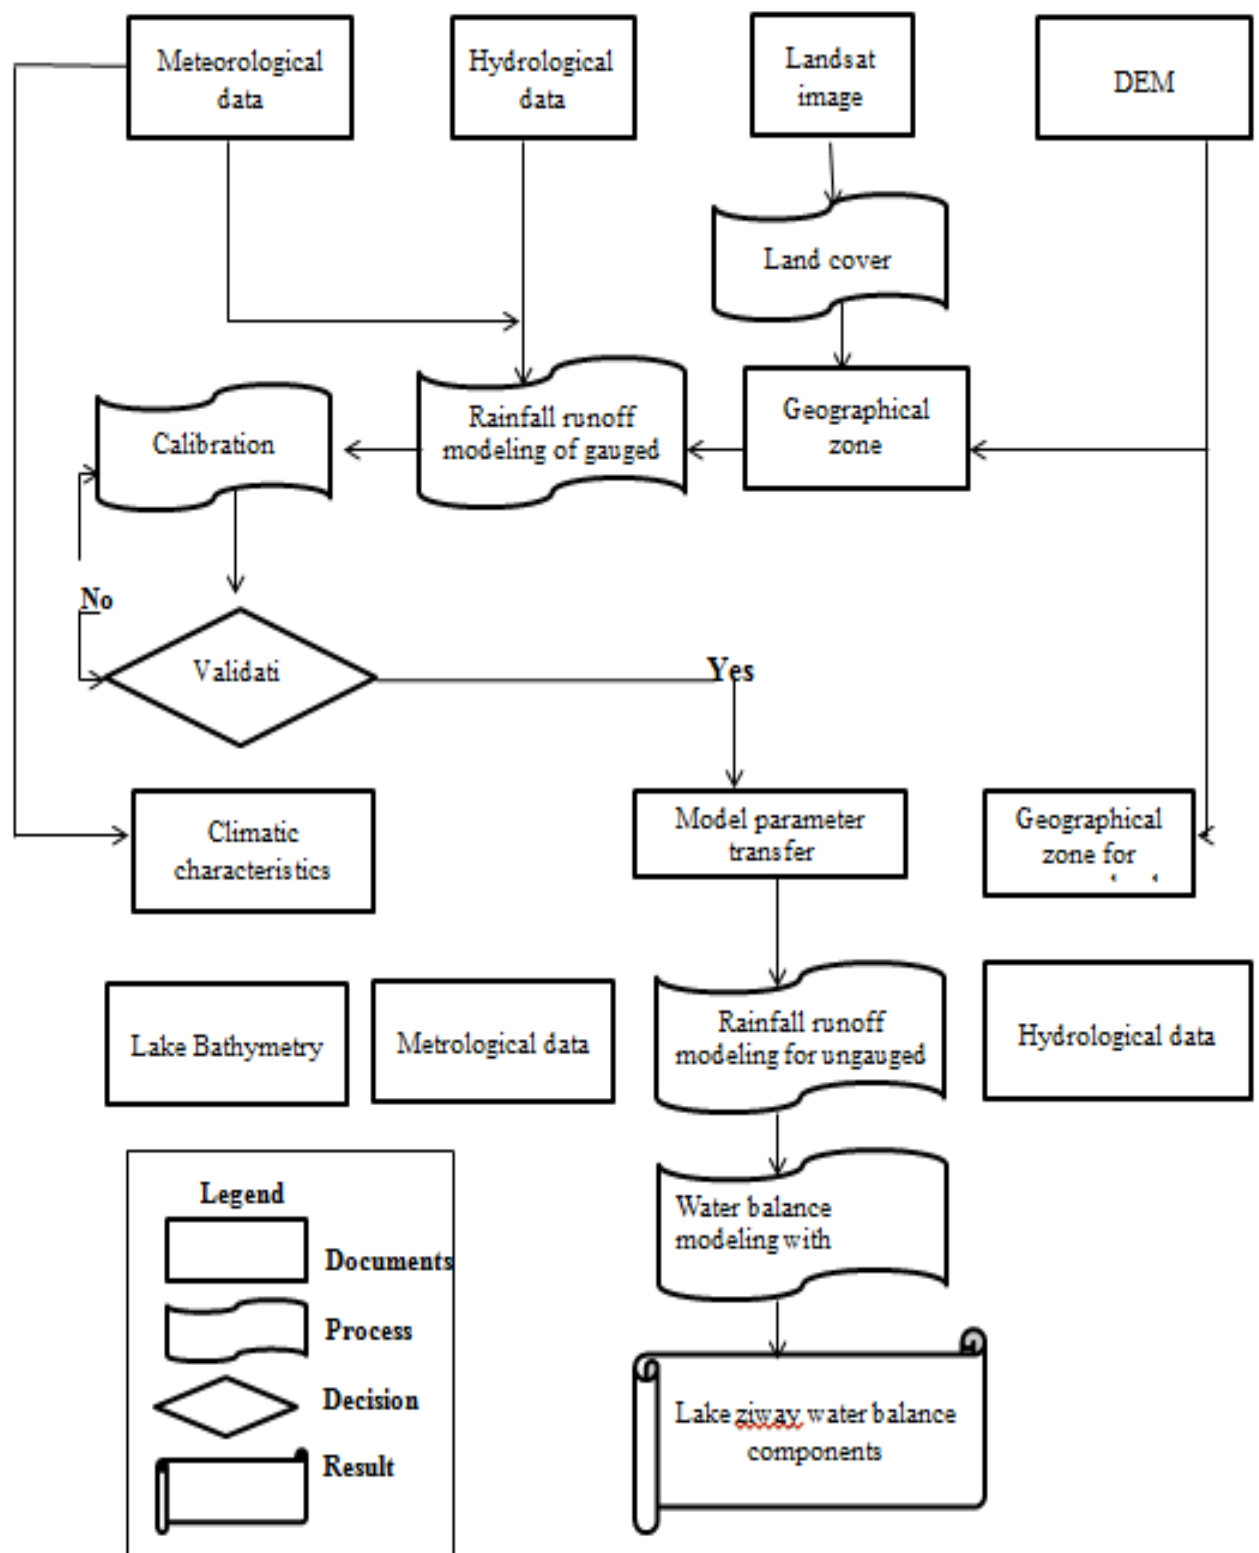 Meteorological
data
Hydrological
data
Landsat
image
DEM
Land cover
Geographical
zone
Rainfall runoff
modeling of gauged
Calibration
No
Validati
Yes
Climatic
characteristics
Model parameter
transfer
Geographical
zone for
Lake Bathymetry
Metrological data
Rainfall runoff
modeling for ungauged
Hydrological data
Water balance
modeling with
Lake ziway water balance
components
Legend
Documents
Process
Decision
Result